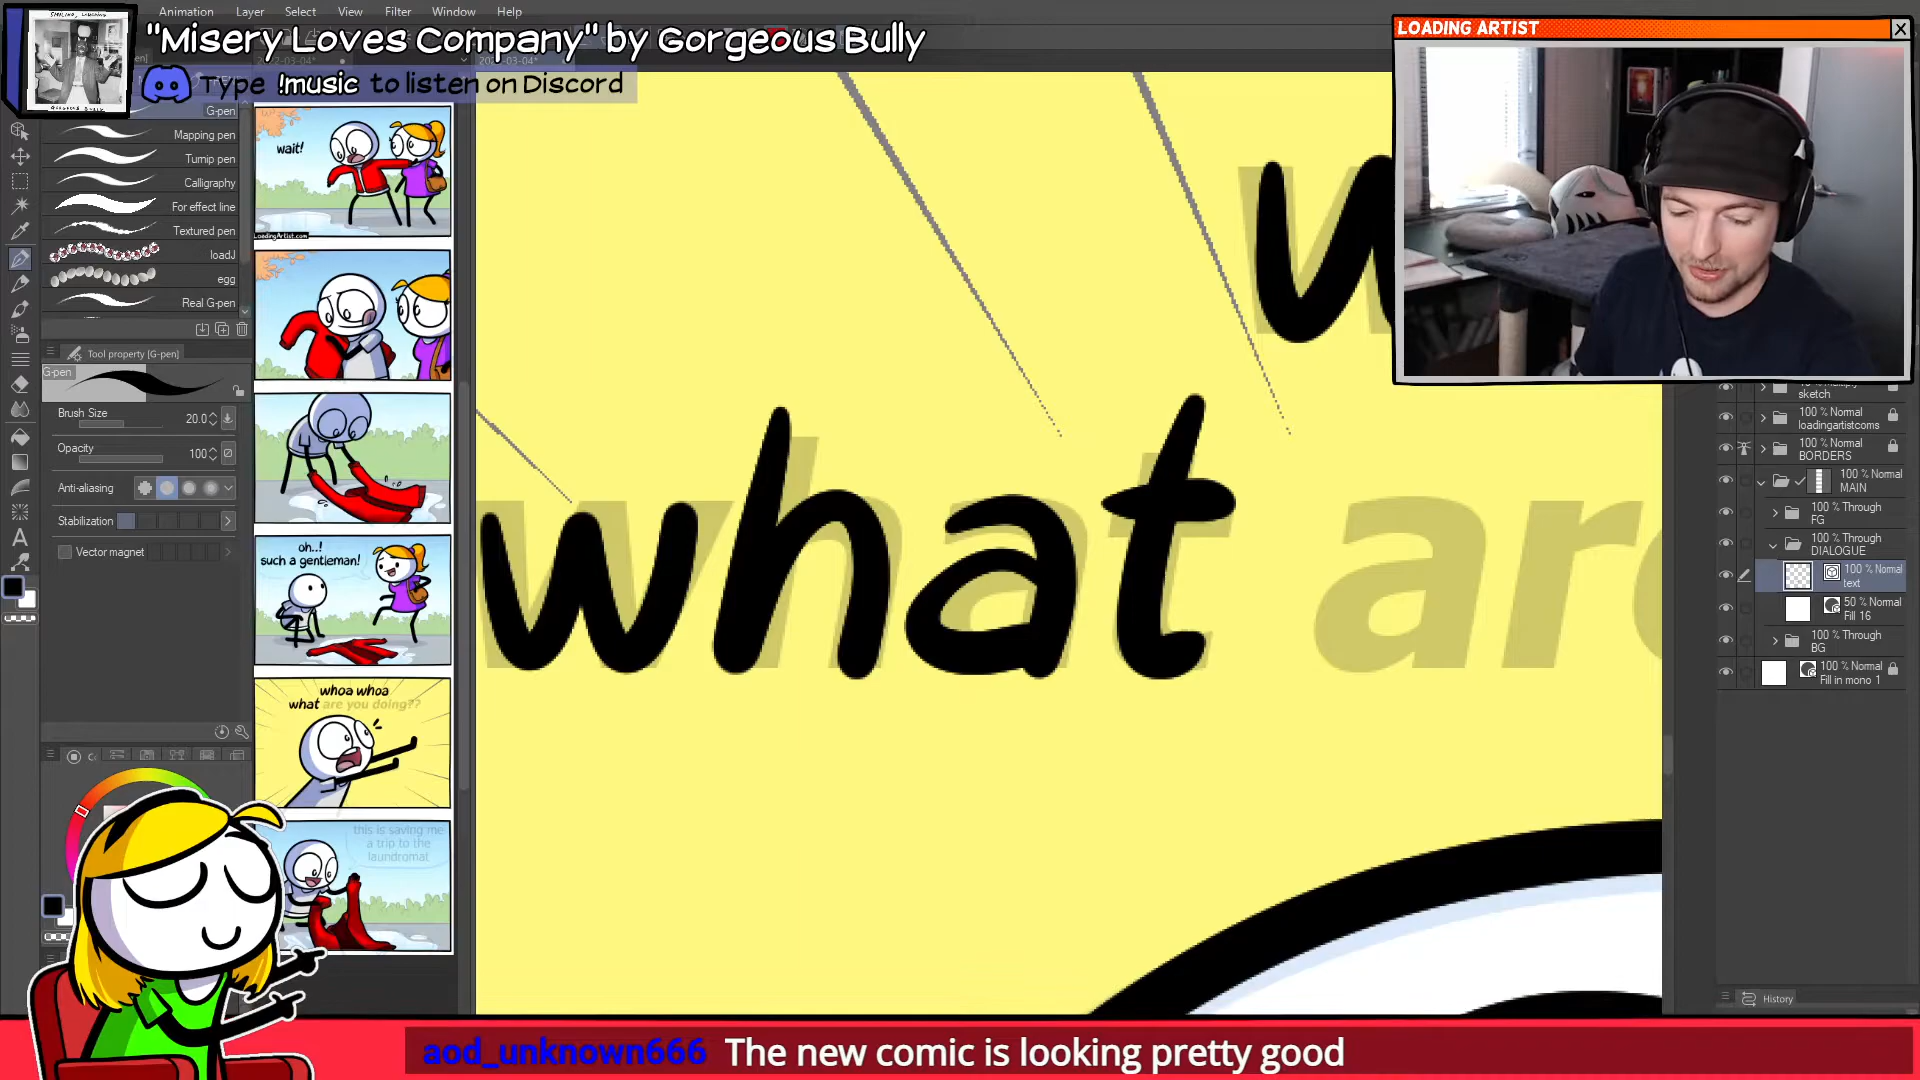 Animation Layer Select View Filter Window Help
"Misery Loves Company" by Gorgeous Bully
Type !music to listen on Discord
LOADING ARTIST
G-pen
Mapping pen
Turnip pen
Calligraphy
For effect line
Textured pen
loadJ
egg
Real G-pen
Tool property [G-pen]
G-pen
Brush Size 20.0
Opacity 100
Anti-aliasing
Stabilization
Vector magnet
wait!
LoadingArtist.com
oh..!
such a gentleman!
whoa whoa
what are you doing??
this is saving me
a trip to the
laundromat
w
what are
sketch
100 % Normal
loadingartistcoms
100 % Normal
BORDERS
100 % Normal
MAIN
100 % Through
FG
100 % Through
DIALOGUE
100 % Normal
text
50 % Normal
Fill 16
100 % Through
BG
100 % Normal
Fill in mono 1
History
aod_unknown666 The new comic is looking pretty good